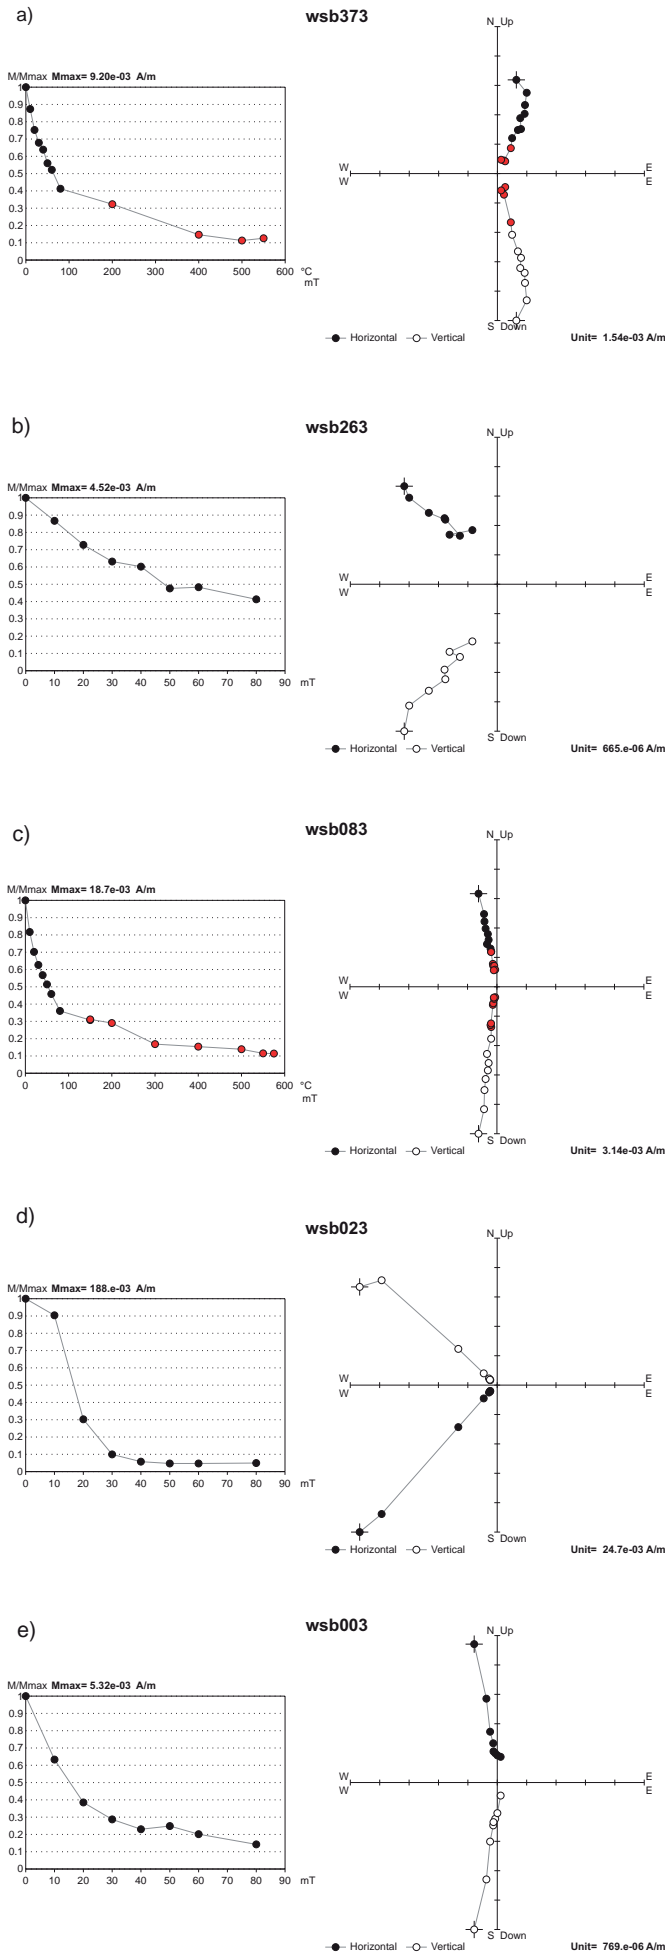 a)
wsb373
N Up
M/Mmax Mmax= 9.20e-03 A/m
1
0.9
0.8
0.7
0.6
0.5
0.4
0.3
0.2
0.1
0 100 200 300 400 500 600 °C
mT
W E
W E
S Down
Horizontal Vertical Unit= 1.54e-03 A/m
b)
wsb263
N Up
M/Mmax Mmax= 4.52e-03 A/m
1
0.9
0.8
0.7
0.6
0.5
0.4
0.3
0.2
0.1
0
0 10 20 30 40 50 60 70 80 90 mT
W E
W E
S Down
Horizontal Vertical Unit= 665.e-06 A/m
c)
wsb083
N Up
M/Mmax Mmax= 18.7e-03 A/m
1
0.9
0.8
0.7
0.6
0.5
0.4
0.3
0.2
0.1
0 100 200 300 400 500 600 °C
mT
W E
W E
S Down
Horizontal Vertical Unit= 3.14e-03 A/m
d)
wsb023
N Up
M/Mmax Mmax= 188.e-03 A/m
1
0.9
0.8
0.7
0.6
0.5
0.4
0.3
0.2
0.1
0
0 10 20 30 40 50 60 70 80 90 mT
W E
W E
S Down
Horizontal Vertical Unit= 24.7e-03 A/m
e)
wsb003
N Up
M/Mmax Mmax= 5.32e-03 A/m
1
0.9
0.8
0.7
0.6
0.5
0.4
0.3
0.2
0.1
0
0 10 20 30 40 50 60 70 80 90 mT
W E
W E
S Down
Horizontal Vertical Unit= 769.e-06 A/m